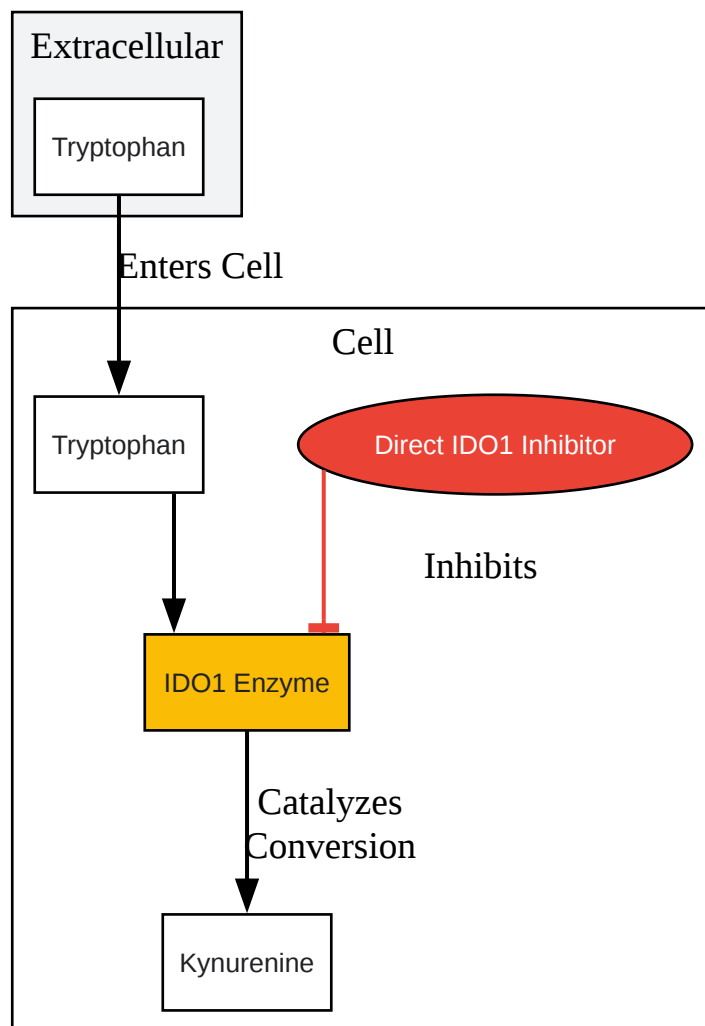 Extracellular
Tryptophan
Enters Cell
Cell
Tryptophan
Direct IDO1 Inhibitor
Inhibits
IDO1 Enzyme
Catalyzes
Conversion
Kynurenine